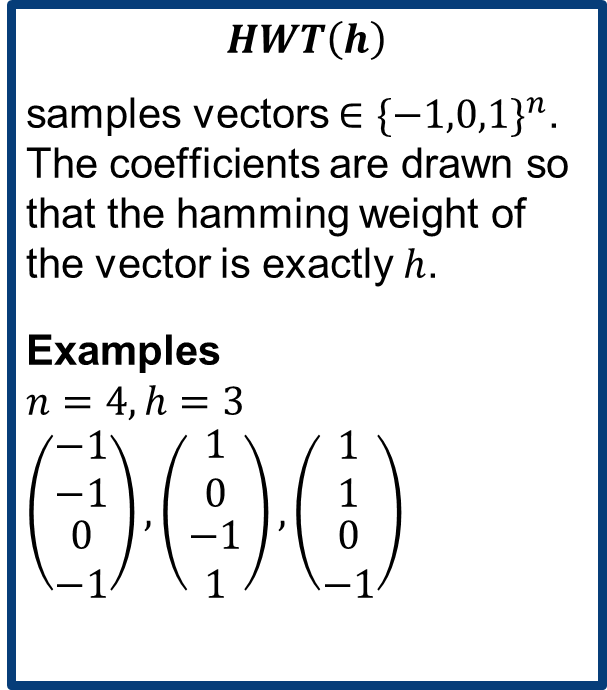 HWT(h)
samples vectors ∈ {−1,0,1}ⁿ.
The coefficients are drawn so
that the hamming weight of
the vector is exactly h.
Examples
n = 4, h = 3
(−1 −1 0 −1), (1 0 −1 1), (1 1 0 −1)